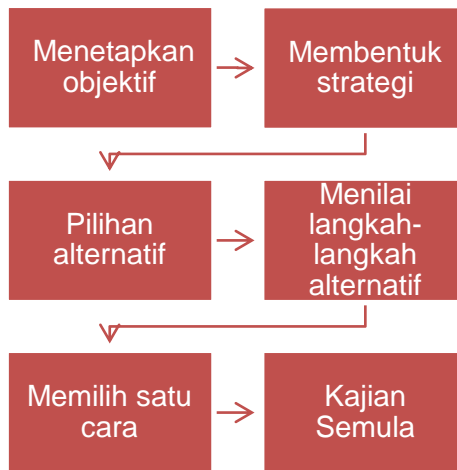 Menetapkan
objektif
Membentuk
strategi
Pilihan
alternatif
Menilai
langkah-
langkah
alternatif
Memilih satu
cara
Kajian
Semula